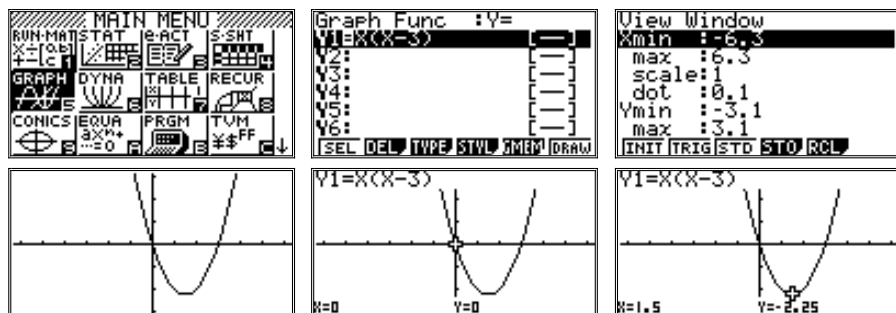 MAIN MENU
RUN·MAT STAT e·ACT S·SHT
GRAPH DYNA TABLE RECUR
CONICS EQUA PRGM TVM
Graph Func :Y=
Y1=X(X-3) [—]
Y2: [—]
Y3: [—]
Y4: [—]
Y5: [—]
Y6: [—]
SEL DEL TYPE STYL GMEM DRAW
View Window
Xmin :-6.3
max :6.3
scale:1
dot :0.1
Ymin :-3.1
max :3.1
INIT TRIG STD STO RCL
Y1=X(X-3)
X=0 Y=0
Y1=X(X-3)
X=1.5 Y=-2.25